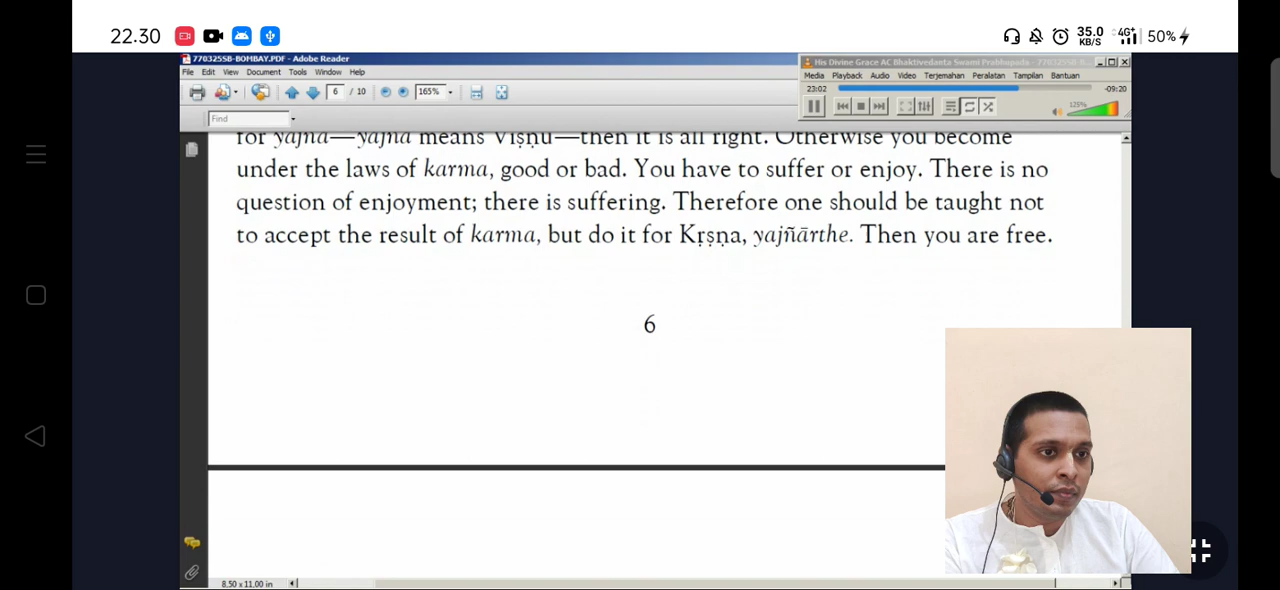 22.30
35.0
KB/S
4G+
50%
770325SB-BOMBAY.PDF - Adobe Reader
File Edit View Document Tools Window Help
6 / 10
165%
Find
His Divine Grace AC Bhaktivedanta Swami Prabhupada - 770325SB-B
Media Playback Audio Video Terjemahan Peralatan Tampilan Bantuan
23:02
-09:20
125%
for yajña—yajña means Viṣṇu—then it is all right. Otherwise you become
under the laws of karma, good or bad. You have to suffer or enjoy. There is no
question of enjoyment; there is suffering. Therefore one should be taught not
to accept the result of karma, but do it for Kṛṣṇa, yajñārthe. Then you are free.
6
8,50 x 11,00 in